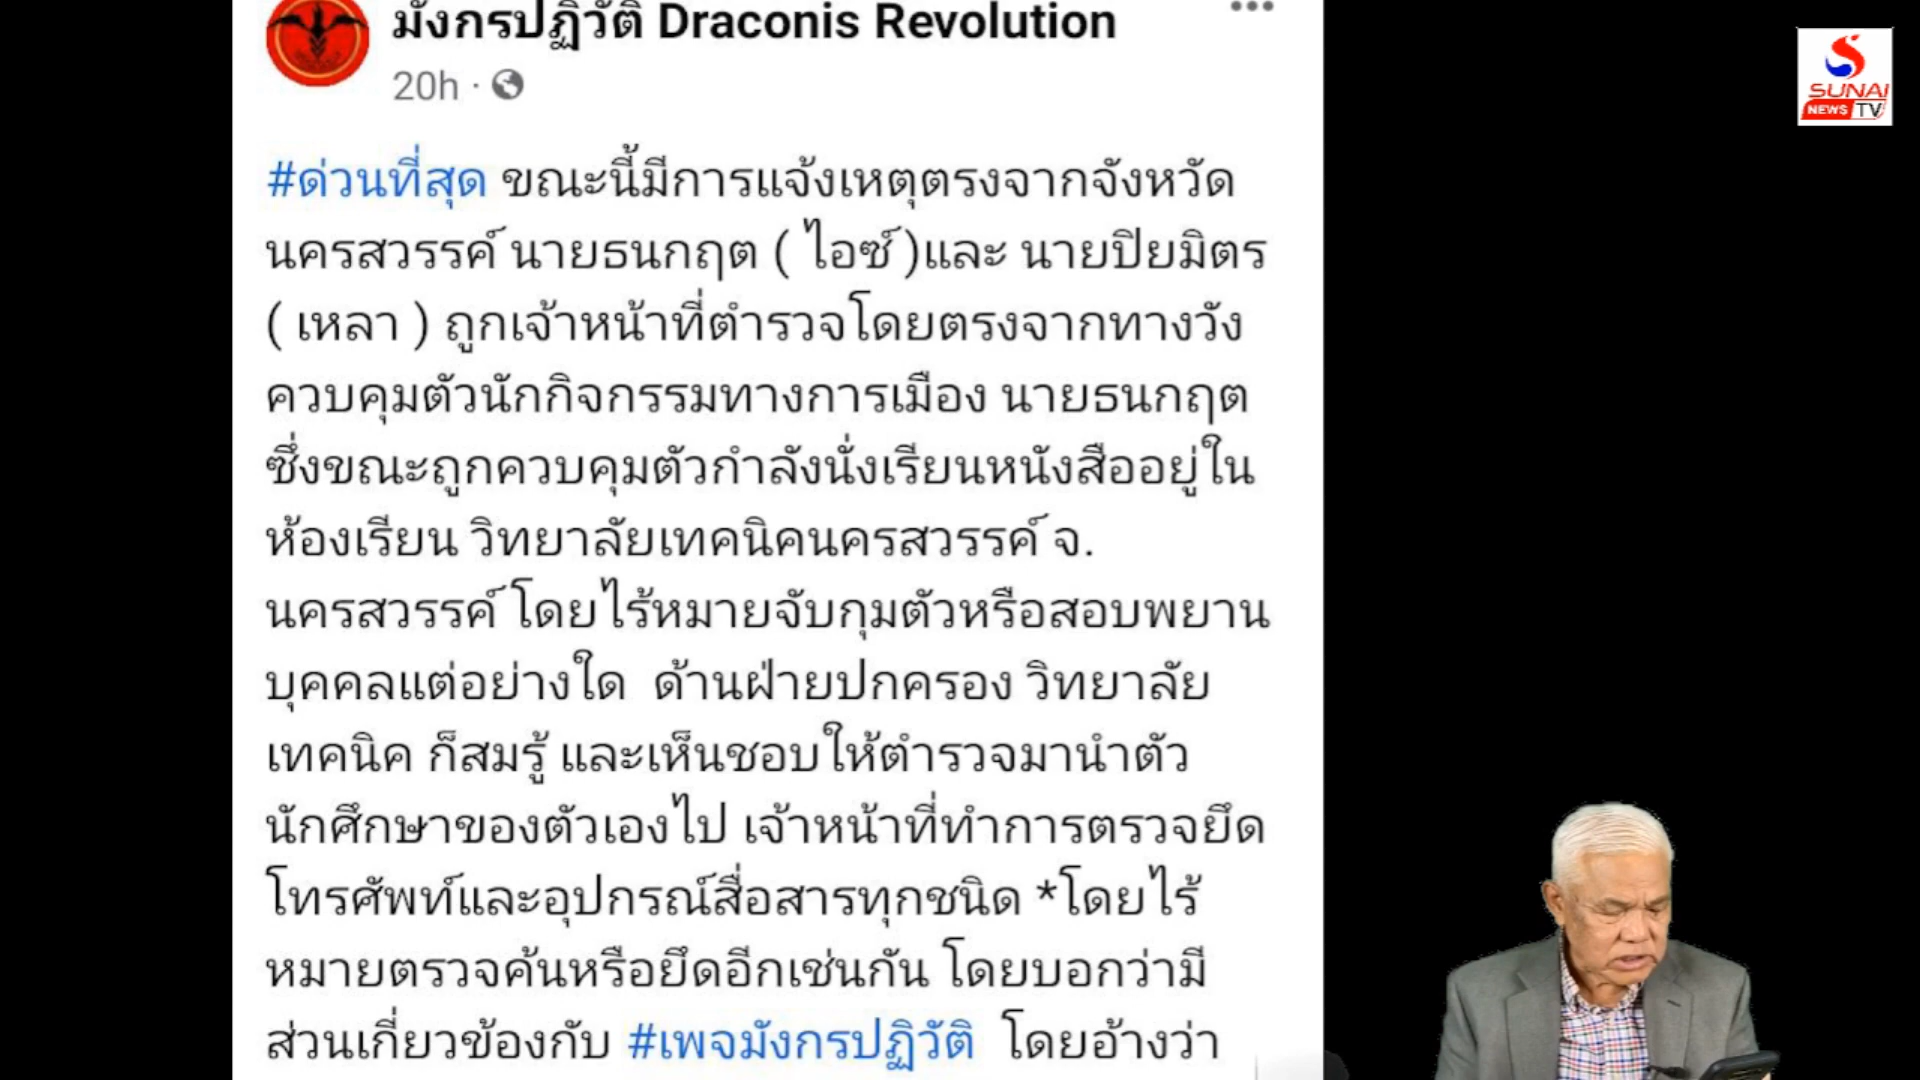 มังกรปฏิวัติ Draconis Revolution
20h ·
#ด่วนที่สุด ขณะนี้มีการแจ้งเหตุตรงจากจังหวัด
นครสวรรค์ นายธนกฤต ( ไอซ์ )และ นายปิยมิตร
( เหลา ) ถูกเจ้าหน้าที่ตำรวจโดยตรงจากทางวัง
ควบคุมตัวนักกิจกรรมทางการเมือง นายธนกฤต
ซึ่งขณะถูกควบคุมตัวกำลังนั่งเรียนหนังสืออยู่ใน
ห้องเรียน วิทยาลัยเทคนิคนครสวรรค์ จ.
นครสวรรค์ โดยไร้หมายจับกุมตัวหรือสอบพยาน
บุคคลแต่อย่างใด  ด้านฝ่ายปกครอง วิทยาลัย
เทคนิค ก็สมรู้ และเห็นชอบให้ตำรวจมานำตัว
นักศึกษาของตัวเองไป เจ้าหน้าที่ทำการตรวจยึด
โทรศัพท์และอุปกรณ์สื่อสารทุกชนิด *โดยไร้
หมายตรวจค้นหรือยึดอีกเช่นกัน โดยบอกว่ามี
ส่วนเกี่ยวข้องกับ #เพจมังกรปฏิวัติ  โดยอ้างว่า
SUNAI
NEWS TV